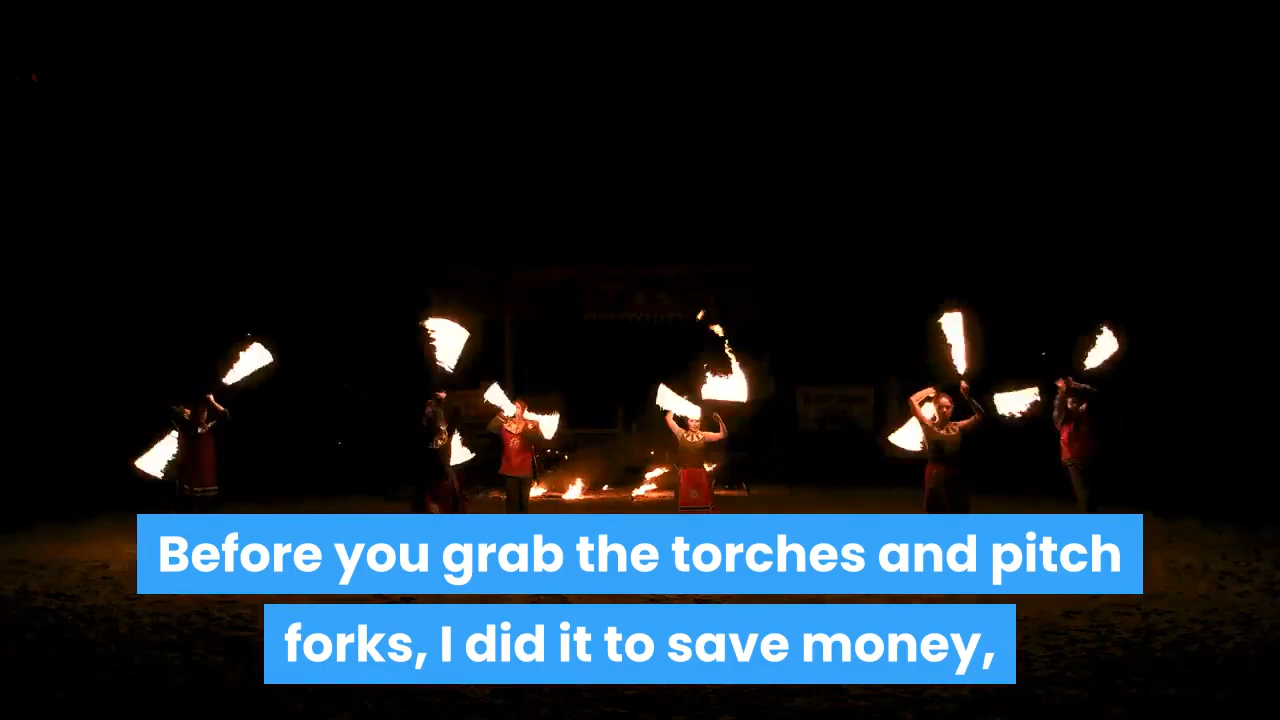 Before you grab the torches and pitch
forks, I did it to save money,